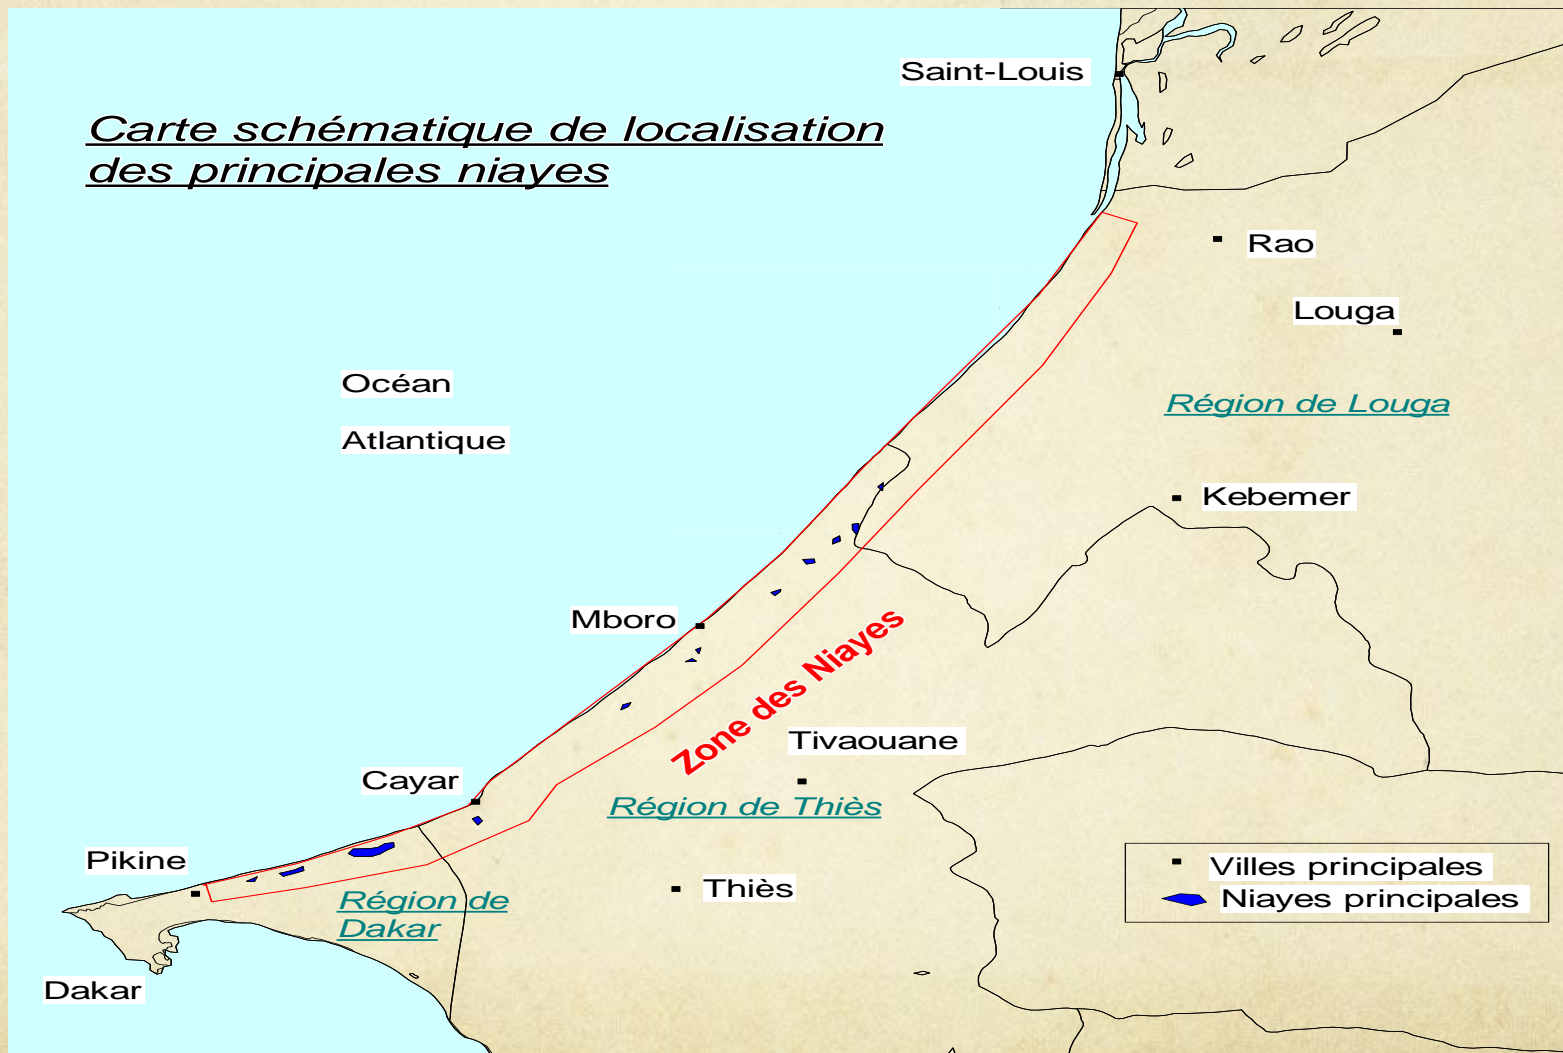 Saint-Louis
Carte schématique de localisation
des principales niayes
Rao
Louga
Océan
Région de Louga
Atlantique
Kebemer
Mboro
Zone des Niayes
Tivaouane
Cayar
Région de Thiès
Pikine
Thiès
Villes principales
Niayes principales
Région de
Dakar
Dakar